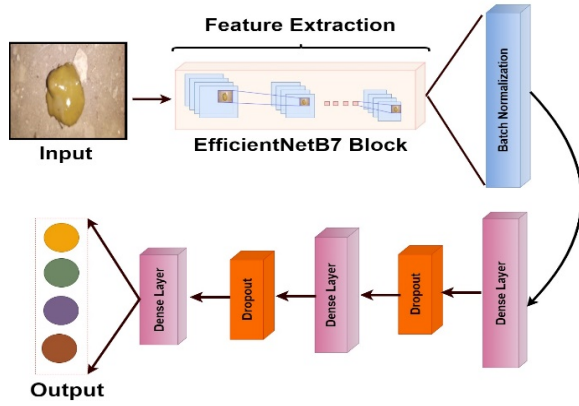 Feature Extraction
Input
EfficientNetB7 Block
Batch Normalization
Dense Layer
Dropout
Dense Layer
Dropout
Dense Layer
Output